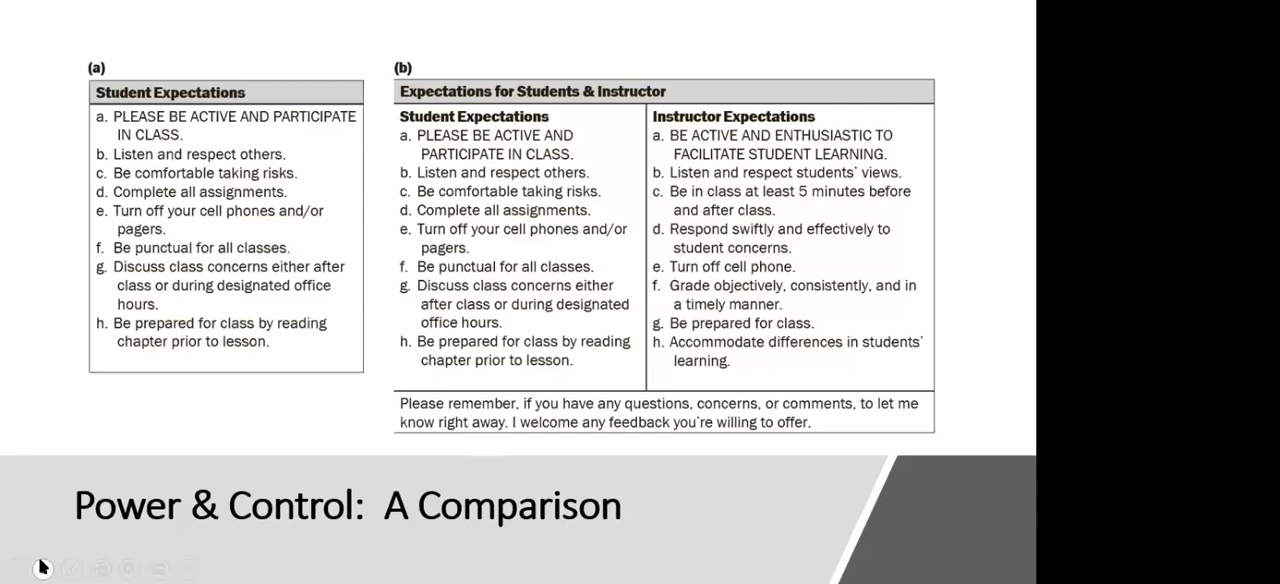 (a)
Student Expectations
a. PLEASE BE ACTIVE AND PARTICIPATE
IN CLASS.
b. Listen and respect others.
c. Be comfortable taking risks.
d. Complete all assignments.
e. Turn off your cell phones and/or
pagers.
f. Be punctual for all classes.
g. Discuss class concerns either after
class or during designated office
hours.
h. Be prepared for class by reading
chapter prior to lesson.
(b)
Expectations for Students & Instructor
Student Expectations
a. PLEASE BE ACTIVE AND
PARTICIPATE IN CLASS.
b. Listen and respect others.
c. Be comfortable taking risks.
d. Complete all assignments.
e. Turn off your cell phones and/or
pagers.
f. Be punctual for all classes.
g. Discuss class concerns either
after class or during designated
office hours.
h. Be prepared for class by reading
chapter prior to lesson.
Instructor Expectations
a. BE ACTIVE AND ENTHUSIASTIC TO
FACILITATE STUDENT LEARNING.
b. Listen and respect students' views.
c. Be in class at least 5 minutes before
and after class.
d. Respond swiftly and effectively to
student concerns.
e. Turn off cell phone.
f. Grade objectively, consistently, and in
a timely manner.
g. Be prepared for class.
h. Accommodate differences in students'
learning.
Please remember, if you have any questions, concerns, or comments, to let me
know right away. I welcome any feedback you're willing to offer.
Power & Control: A Comparison